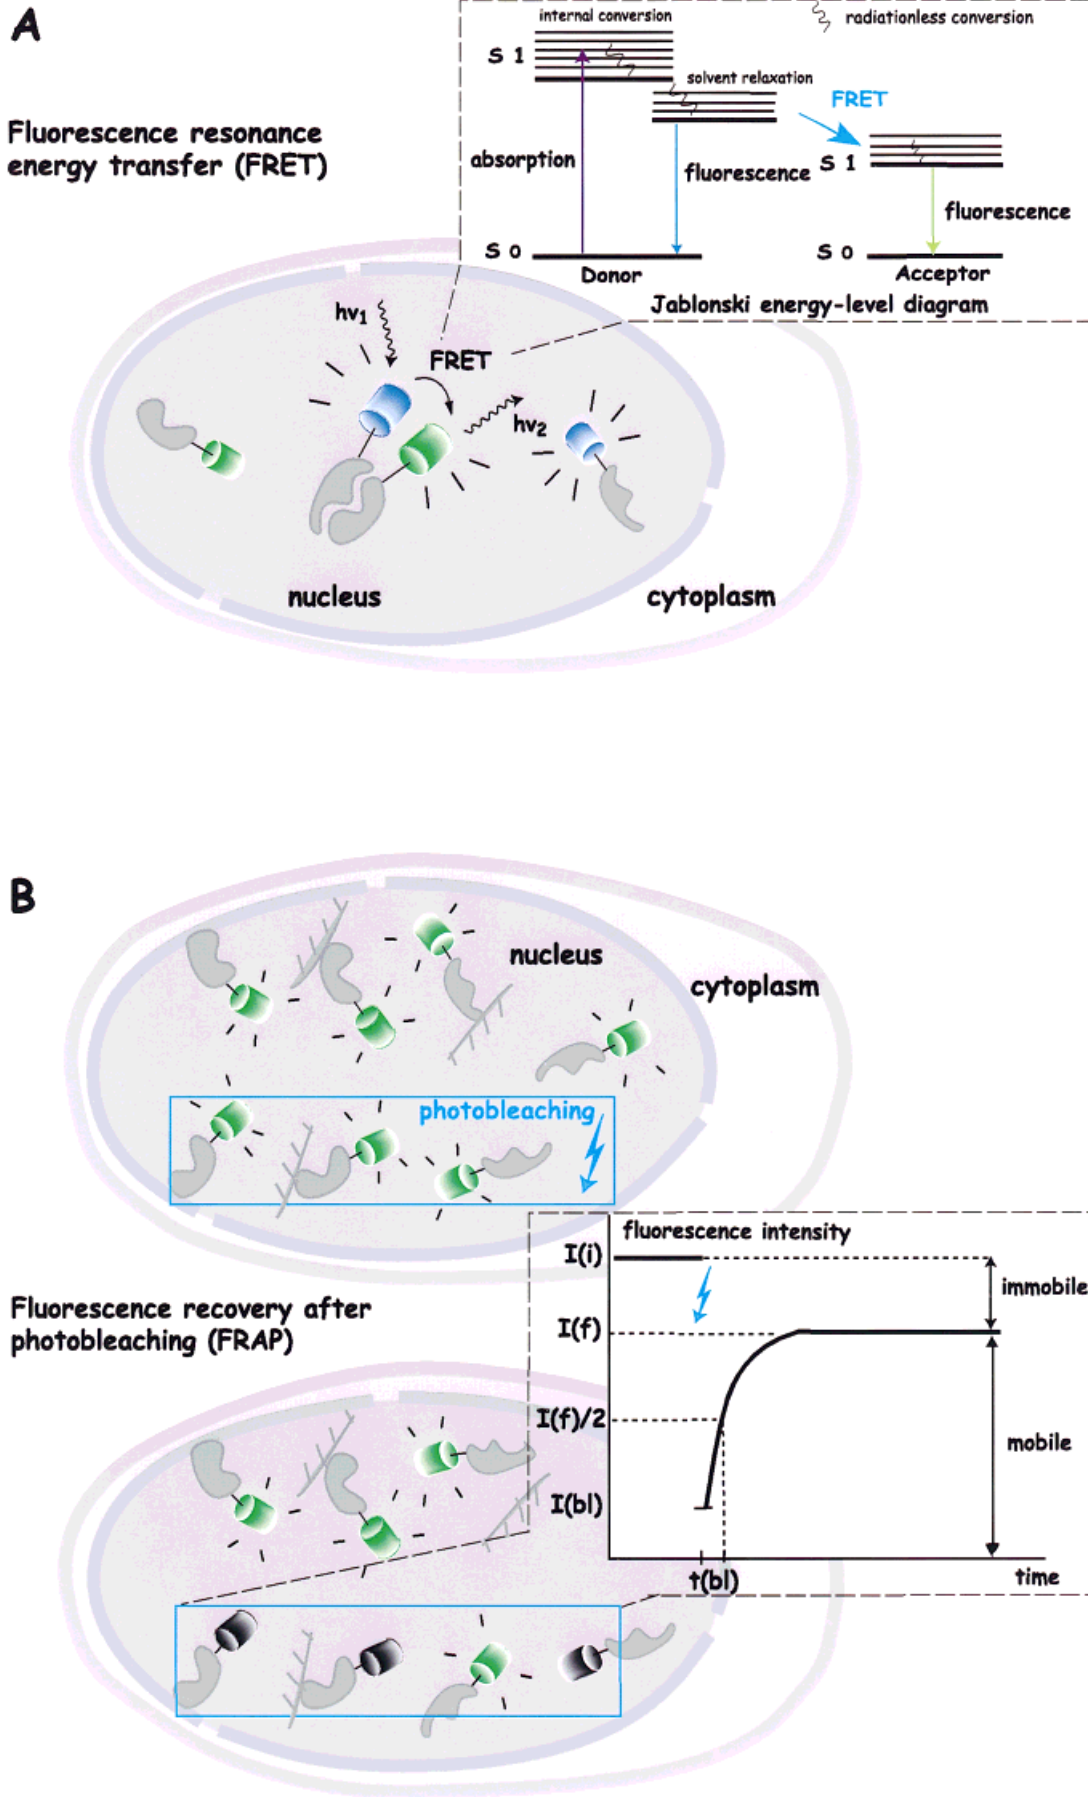 A
internal conversion
radiationless conversion
S 1
solvent relaxation
FRET
Fluorescence resonance
energy transfer (FRET)
absorption
fluorescence
S 1
fluorescence
S 0
S 0
Donor
Acceptor
Jablonski energy-level diagram
hv1
FRET
hv2
nucleus
cytoplasm
B
nucleus
cytoplasm
photobleaching
fluorescence intensity
I(i)
immobile
Fluorescence recovery after
photobleaching (FRAP)
I(f)
I(f)/2
mobile
I(bl)
t(bl)
time